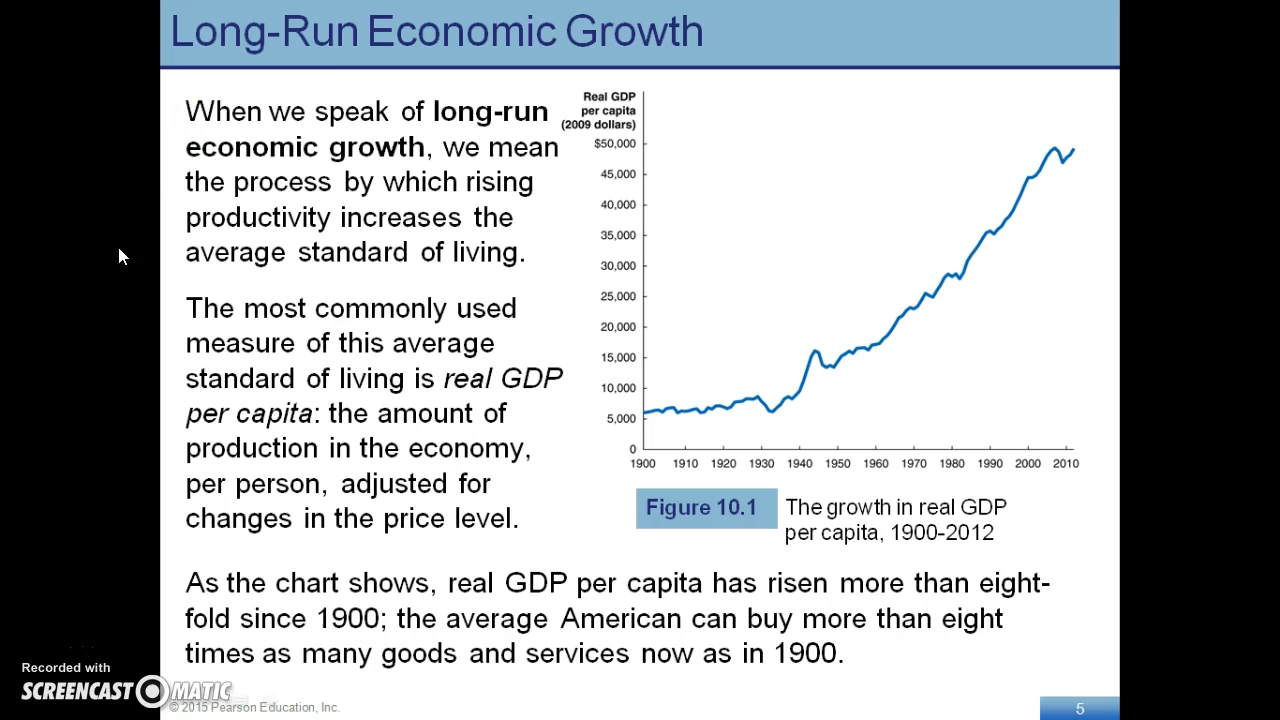 Long-Run Economic Growth
When we speak of long-run
economic growth, we mean
the process by which rising
productivity increases the
average standard of living.
The most commonly used
measure of this average
standard of living is real GDP
per capita: the amount of
production in the economy,
per person, adjusted for
changes in the price level.
Real GDP
per capita
(2009 dollars)
$50,000
45,000
40,000
35,000
30,000
25,000
20,000
15,000
10,000
5,000
0
1900 1910 1920 1930 1940 1950 1960 1970 1980 1990 2000 2010
Figure 10.1
The growth in real GDP
per capita, 1900-2012
As the chart shows, real GDP per capita has risen more than eight-
fold since 1900; the average American can buy more than eight
times as many goods and services now as in 1900.
Recorded with
SCREENCAST MATIC
© 2015 Pearson Education, Inc.
5